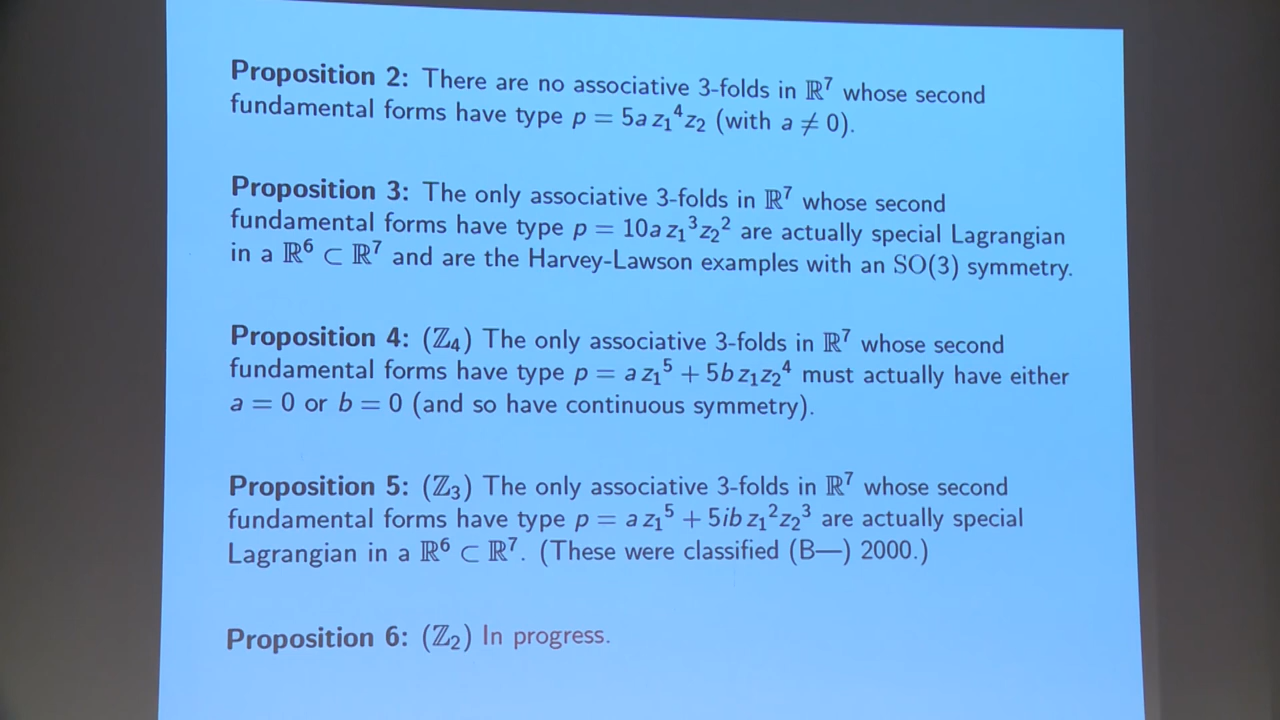 Proposition 2: There are no associative 3-folds in ℝ⁷ whose second
fundamental forms have type p = 5a z₁⁴z₂ (with a ≠ 0).
Proposition 3: The only associative 3-folds in ℝ⁷ whose second
fundamental forms have type p = 10a z₁³z₂² are actually special Lagrangian
in a ℝ⁶ ⊂ ℝ⁷ and are the Harvey-Lawson examples with an SO(3) symmetry.
Proposition 4: (ℤ₄) The only associative 3-folds in ℝ⁷ whose second
fundamental forms have type p = a z₁⁵ + 5b z₁z₂⁴ must actually have either
a = 0 or b = 0 (and so have continuous symmetry).
Proposition 5: (ℤ₃) The only associative 3-folds in ℝ⁷ whose second
fundamental forms have type p = a z₁⁵ + 5ib z₁²z₂³ are actually special
Lagrangian in a ℝ⁶ ⊂ ℝ⁷. (These were classified (B—) 2000.)
Proposition 6: (ℤ₂) In progress.